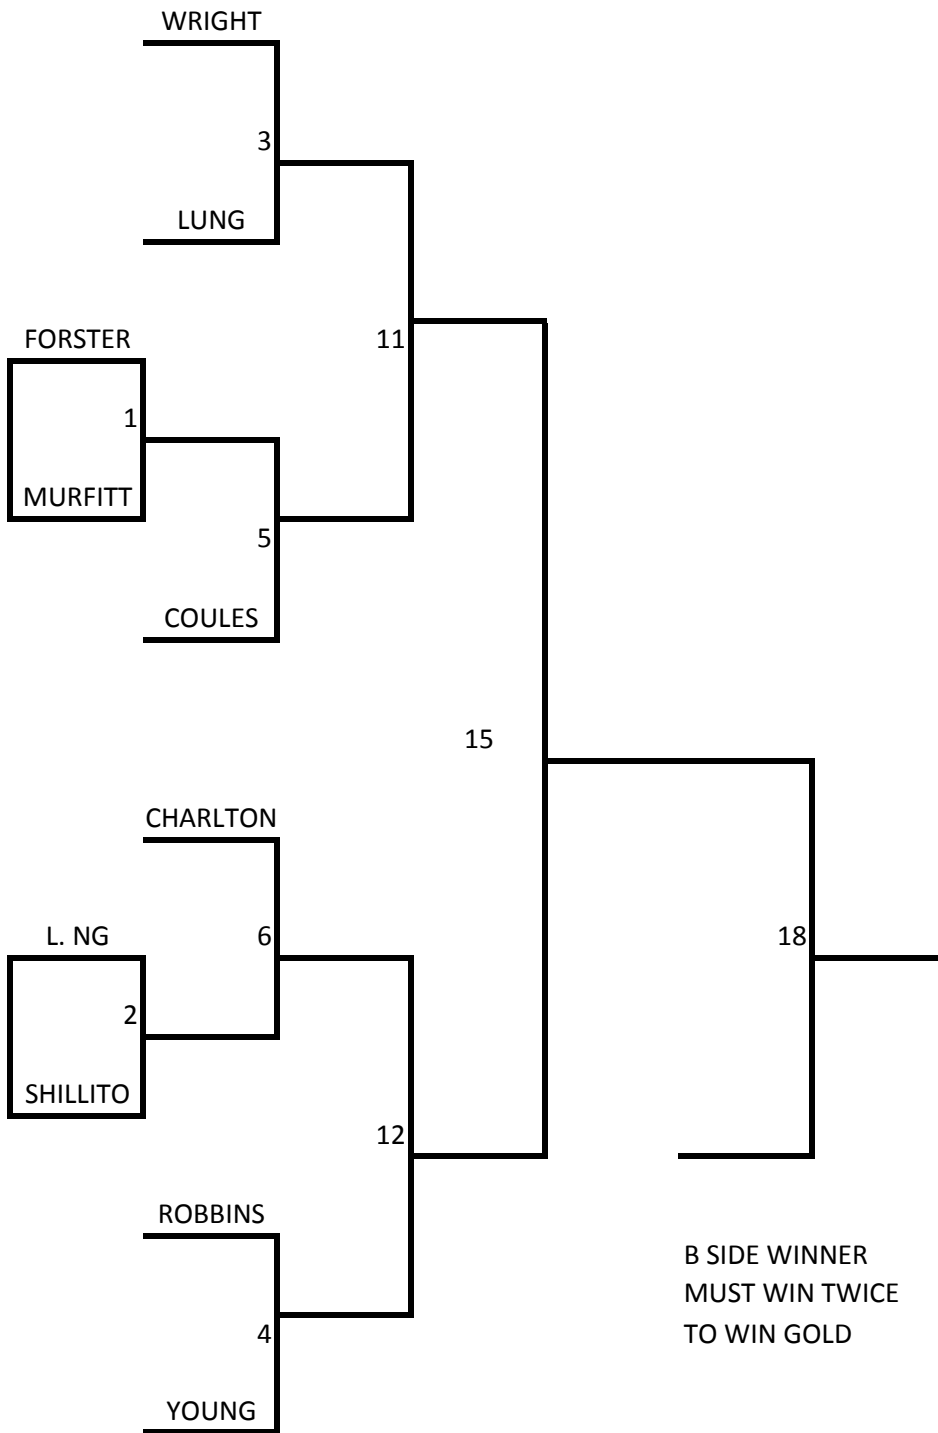 WRIGHT
3
LUNG
FORSTER
11
1
MURFITT
5
COULES
15
CHARLTON
L. NG
6
18
2
SHILLITO
12
ROBBINS
B SIDE WINNER
MUST WIN TWICE
4
TO WIN GOLD
YOUNG